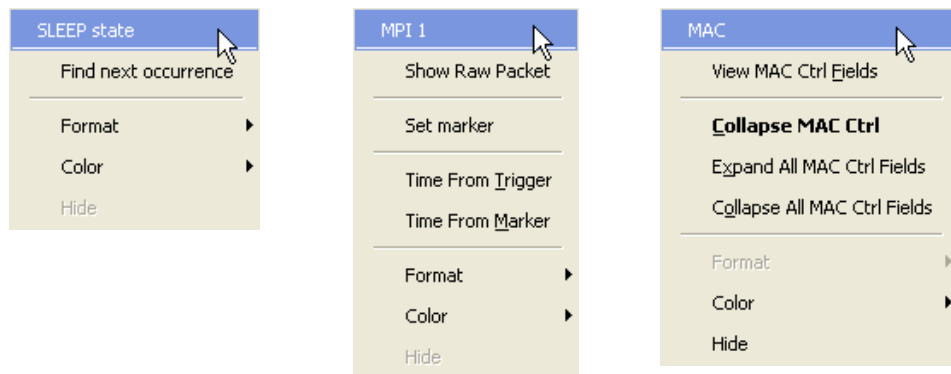 SLEEP state
Find next occurrence
Format
Color
Hide
MPI 1
Show Raw Packet
Set marker
Time From Trigger
Time From Marker
Format
Color
Hide
MAC
View MAC Ctrl Fields
Collapse MAC Ctrl
Expand All MAC Ctrl Fields
Collapse All MAC Ctrl Fields
Format
Color
Hide